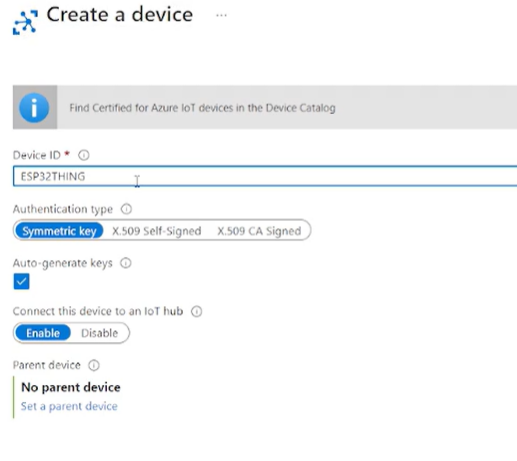 Create a device ...
Find Certified for Azure IoT devices in the Device Catalog
Device ID *
ESP32THING
Authentication type
Symmetric key X.509 Self-Signed X.509 CA Signed
Auto-generate keys
Connect this device to an IoT hub
Enable Disable
Parent device
No parent device
Set a parent device